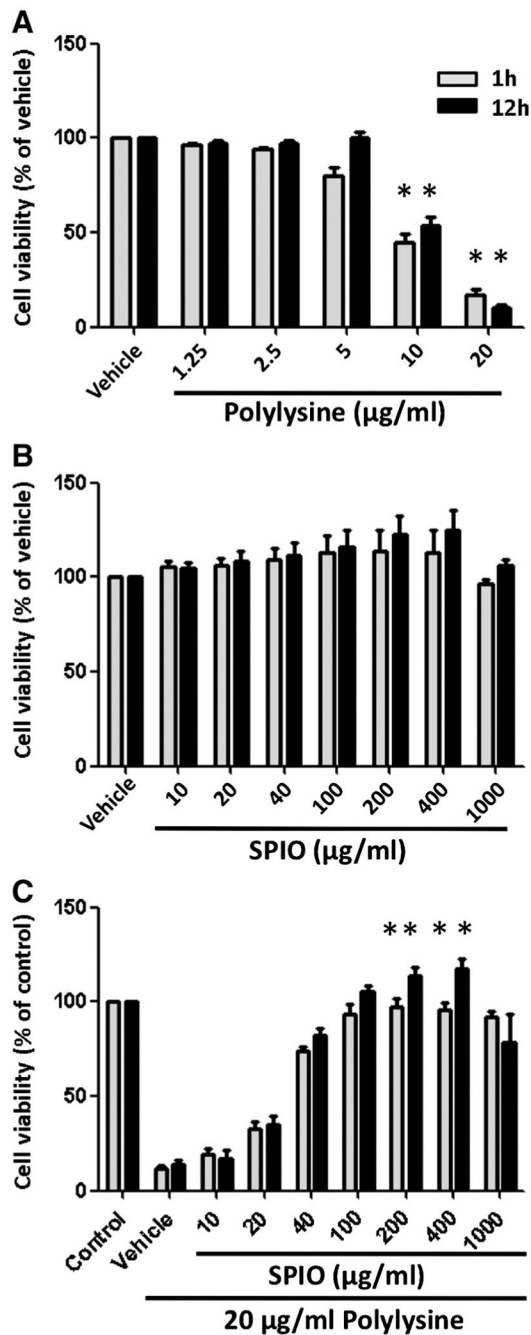 A
Cell viability (% of vehicle)
150
100
50
0
1h
12h
* *
* *
Vehicle
1.25
2.5
5
10
20
Polylysine (µg/ml)
B
Cell viability (% of vehicle)
150
100
50
0
Vehicle
10
20
40
100
200
400
1000
SPIO (µg/ml)
C
Cell viability (% of control)
150
100
50
0
* * * *
Control
Vehicle
10
20
40
100
200
400
1000
SPIO (µg/ml)
20 µg/ml Polylysine